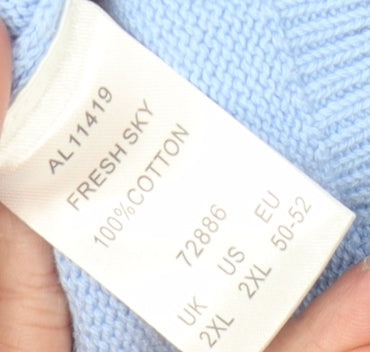 AL11419
FRESH SKY
100%COTTON
72886
UK US EU
2XL 2XL 50-52